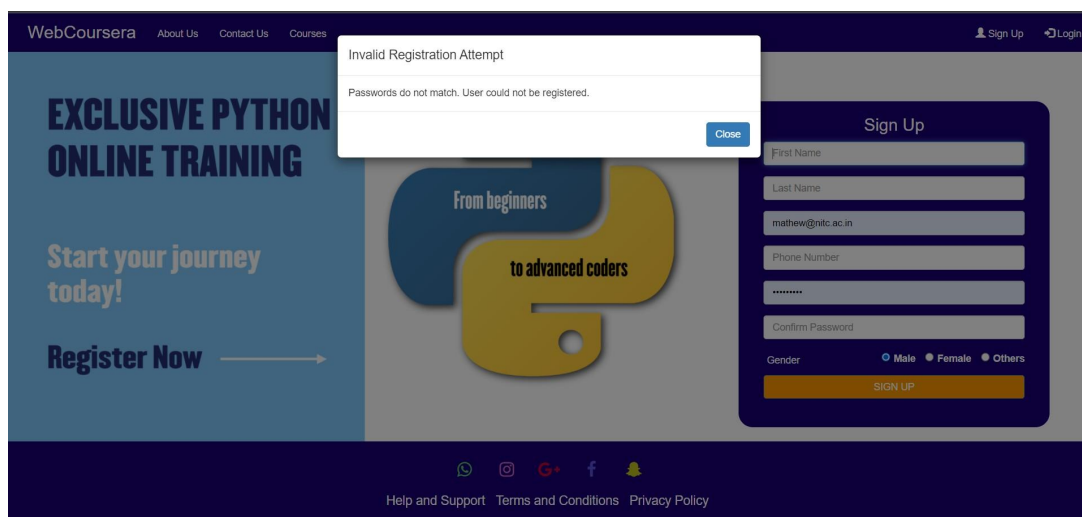 WebCoursera About Us Contact Us Courses Sign Up Login
Invalid Registration Attempt
Passwords do not match. User could not be registered.
Close
EXCLUSIVE PYTHON
ONLINE TRAINING
Start your journey
today!
Register Now
From beginners
to advanced coders
Sign Up
First Name
Last Name
mathew@nitc.ac.in
Phone Number
•••••••••
Confirm Password
Gender Male Female Others
SIGN UP
Help and Support Terms and Conditions Privacy Policy